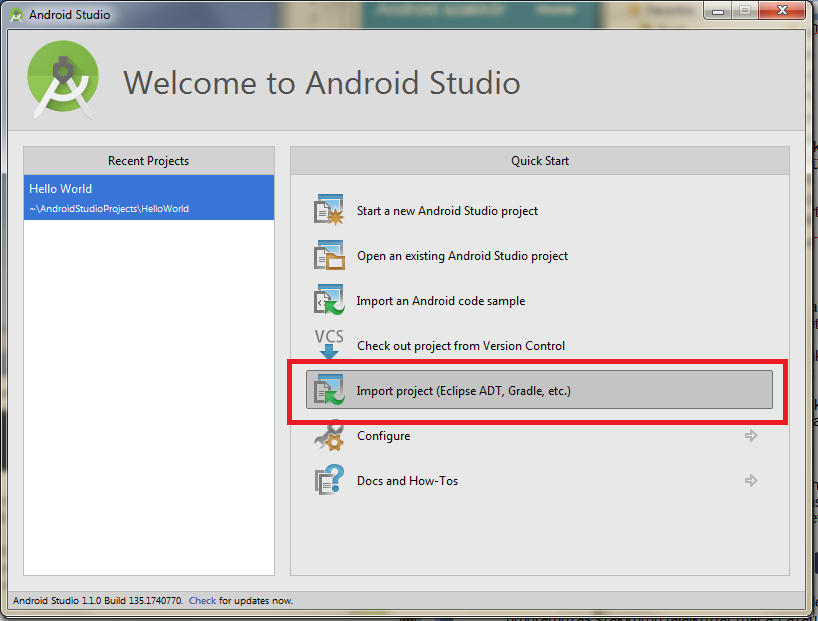 Android Studio
Welcome to Android Studio
Recent Projects
Hello World
~\AndroidStudioProjects\HelloWorld
Quick Start
Start a new Android Studio project
Open an existing Android Studio project
Import an Android code sample
VCS
Check out project from Version Control
Import project (Eclipse ADT, Gradle, etc.)
Configure
Docs and How-Tos
Android Studio 1.1.0 Build 135.1740770. Check for updates now.